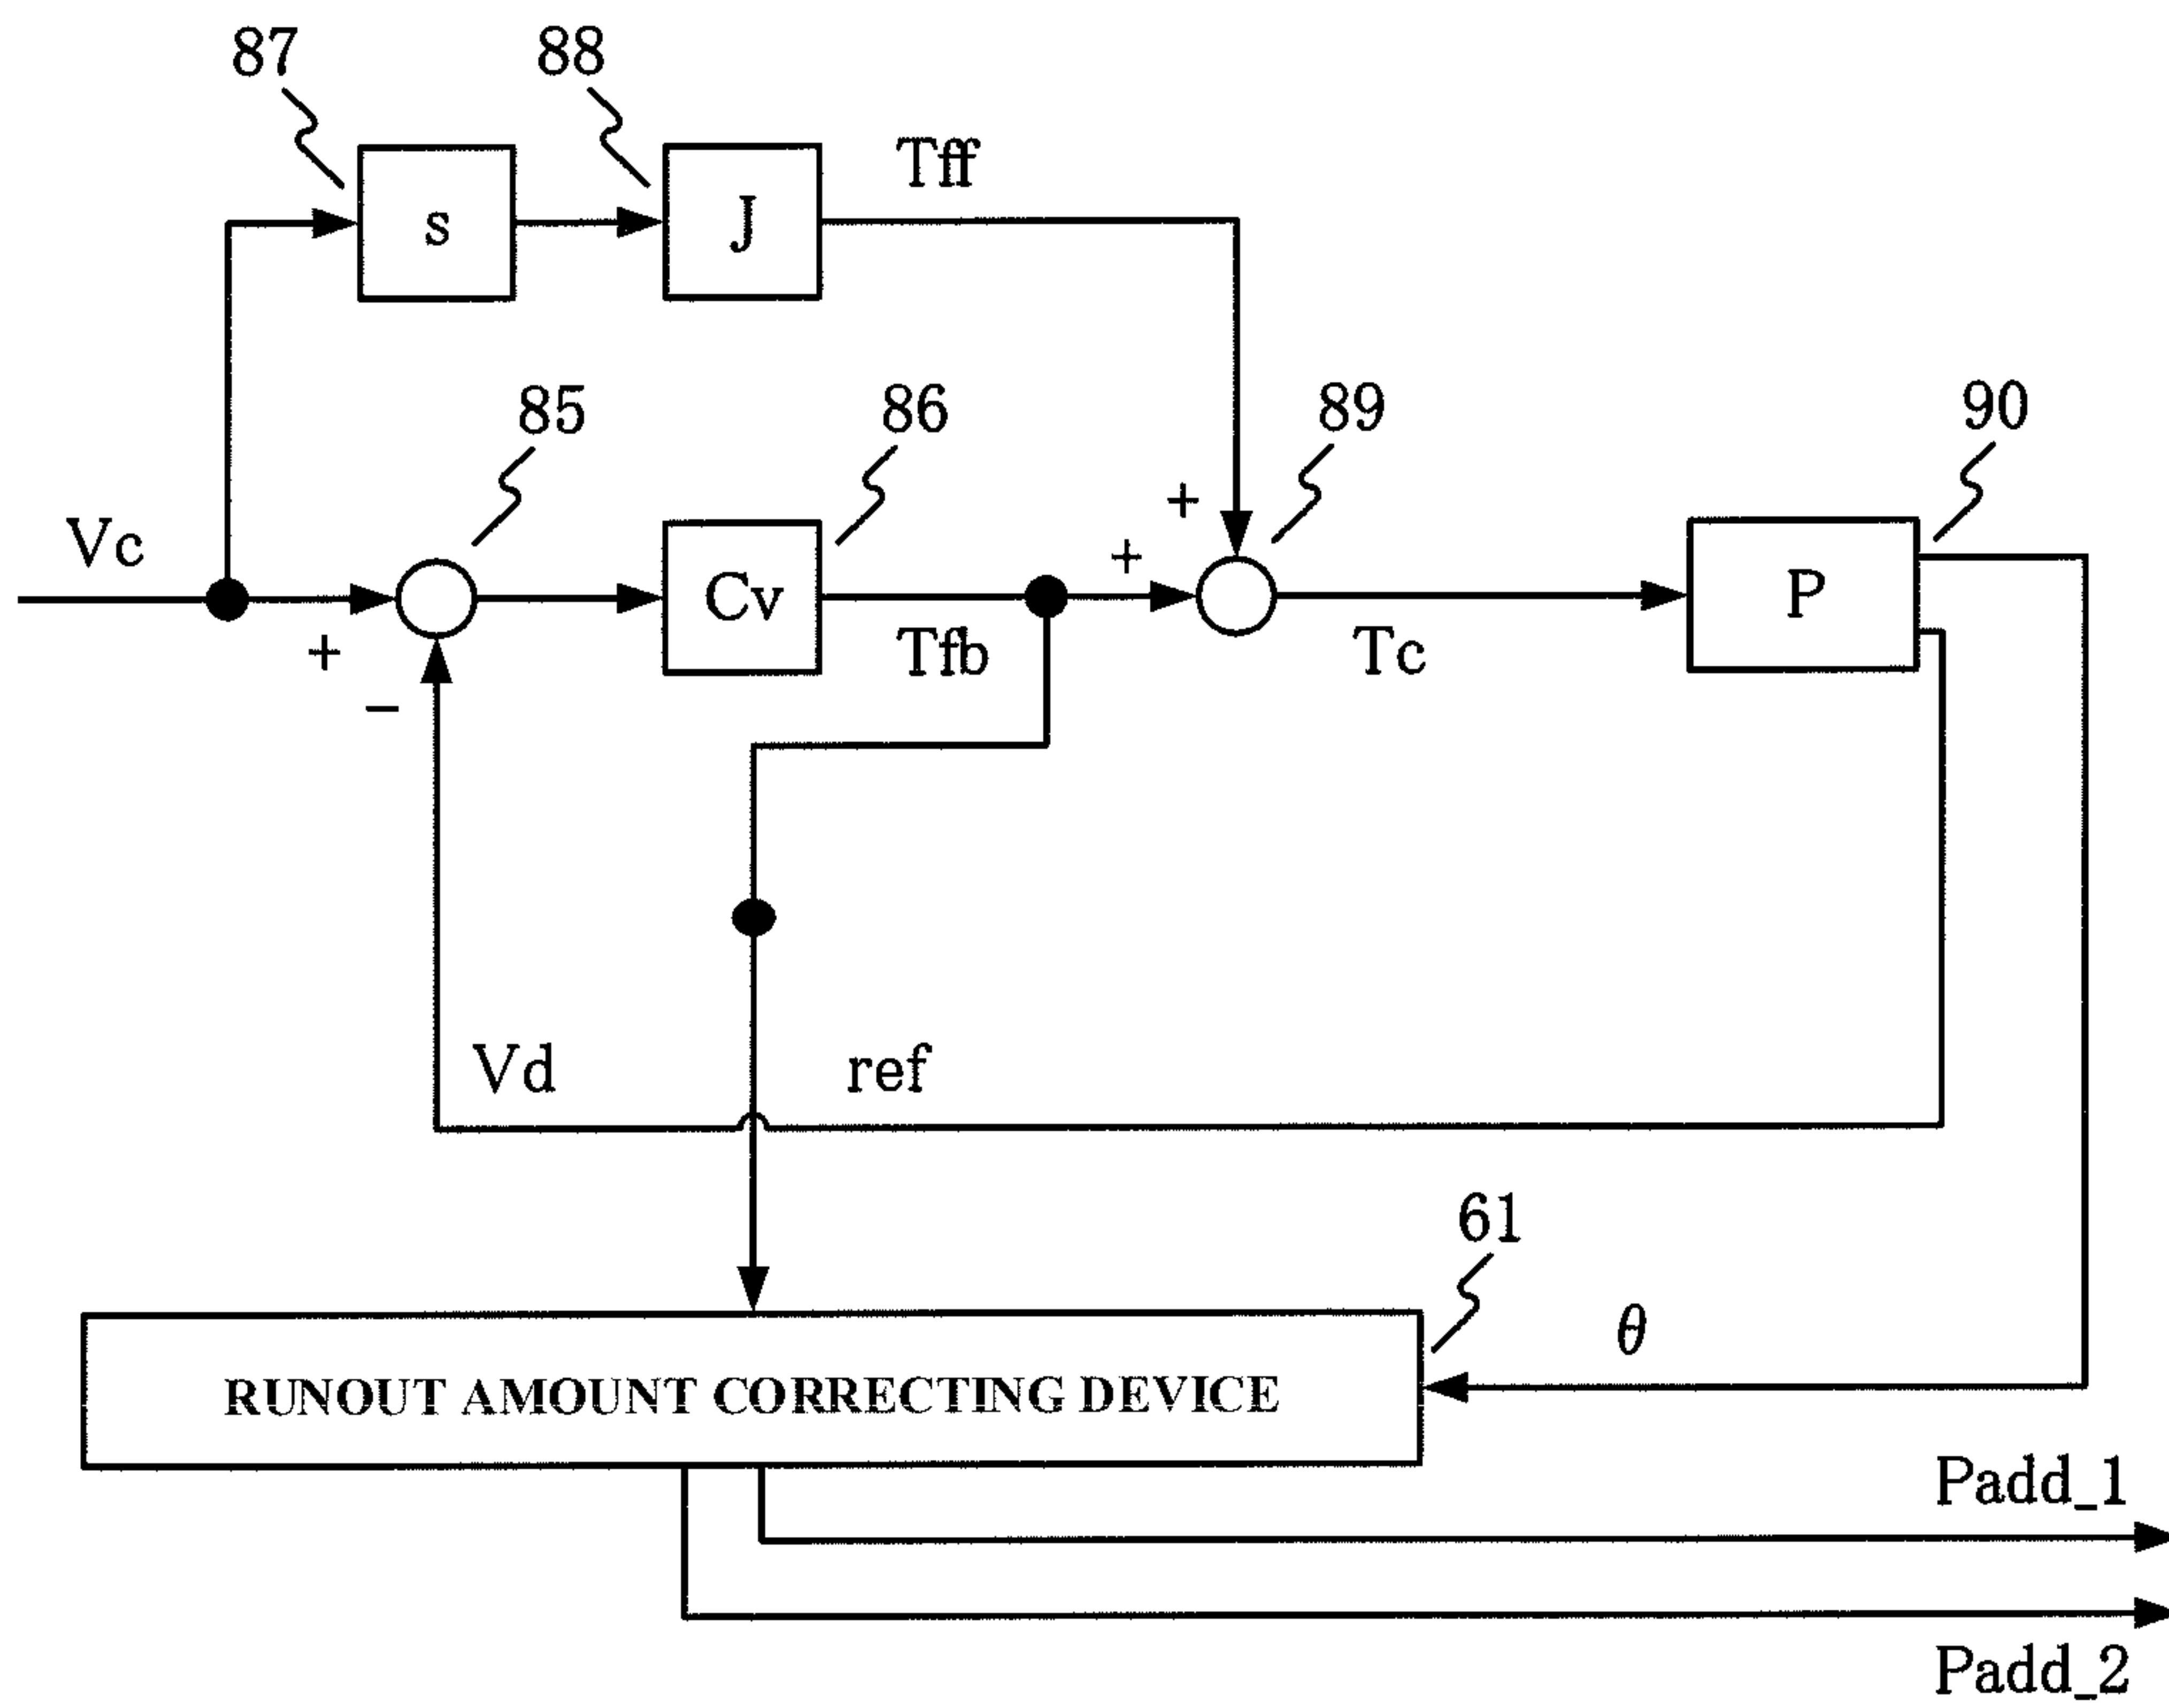 87
88
s
J
Tff
85
86
89
90
Vc
+
-
Cv
Tfb
+
+
Tc
P
Vd
ref
61
θ
RUNOUT AMOUNT CORRECTING DEVICE
Padd_1
Padd_2